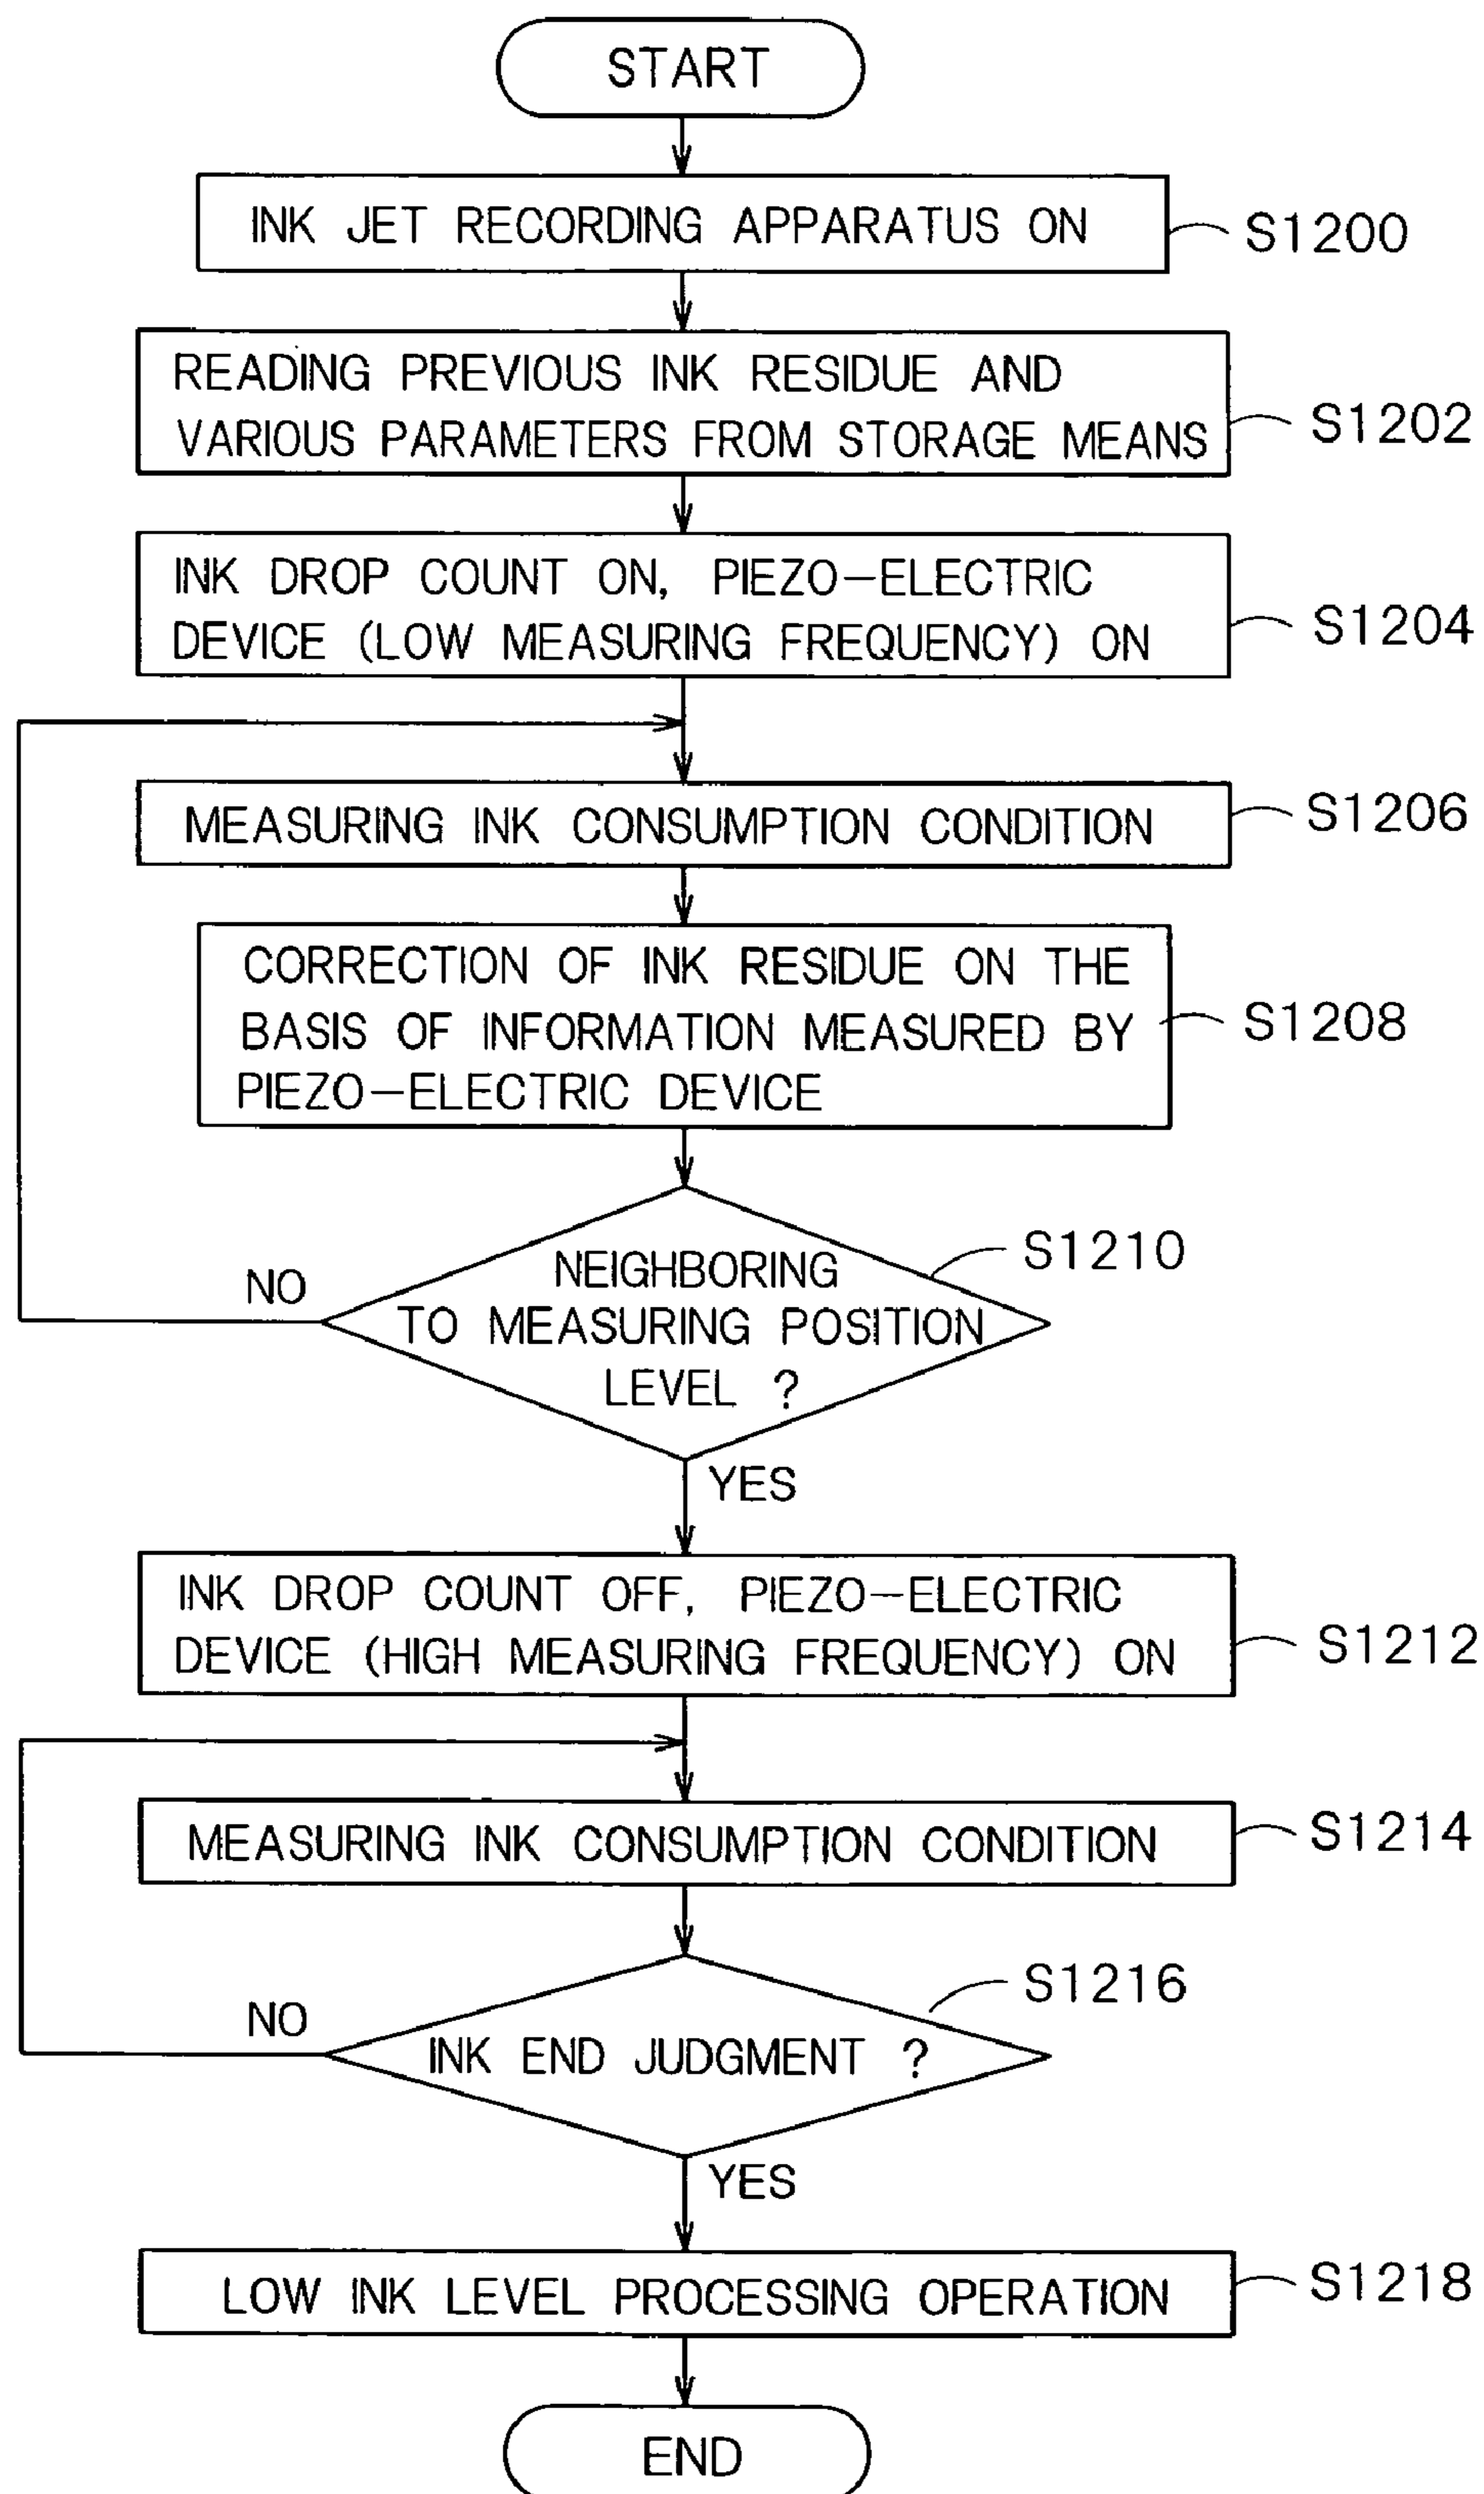 START
INK JET RECORDING APPARATUS ON
S1200
READING PREVIOUS INK RESIDUE AND
VARIOUS PARAMETERS FROM STORAGE MEANS
S1202
INK DROP COUNT ON, PIEZO-ELECTRIC
DEVICE (LOW MEASURING FREQUENCY) ON
S1204
MEASURING INK CONSUMPTION CONDITION
S1206
CORRECTION OF INK RESIDUE ON THE
BASIS OF INFORMATION MEASURED BY
PIEZO-ELECTRIC DEVICE
S1208
NEIGHBORING
TO MEASURING POSITION
LEVEL ?
S1210
NO
YES
INK DROP COUNT OFF, PIEZO-ELECTRIC
DEVICE (HIGH MEASURING FREQUENCY) ON
S1212
MEASURING INK CONSUMPTION CONDITION
S1214
INK END JUDGMENT ?
S1216
NO
YES
LOW INK LEVEL PROCESSING OPERATION
S1218
END